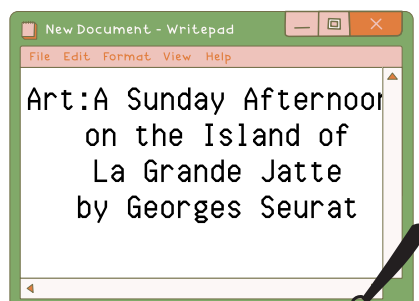 New Document - Writepad
File Edit Format View Help
Art:A Sunday Afternoon
on the Island of
La Grande Jatte
by Georges Seurat